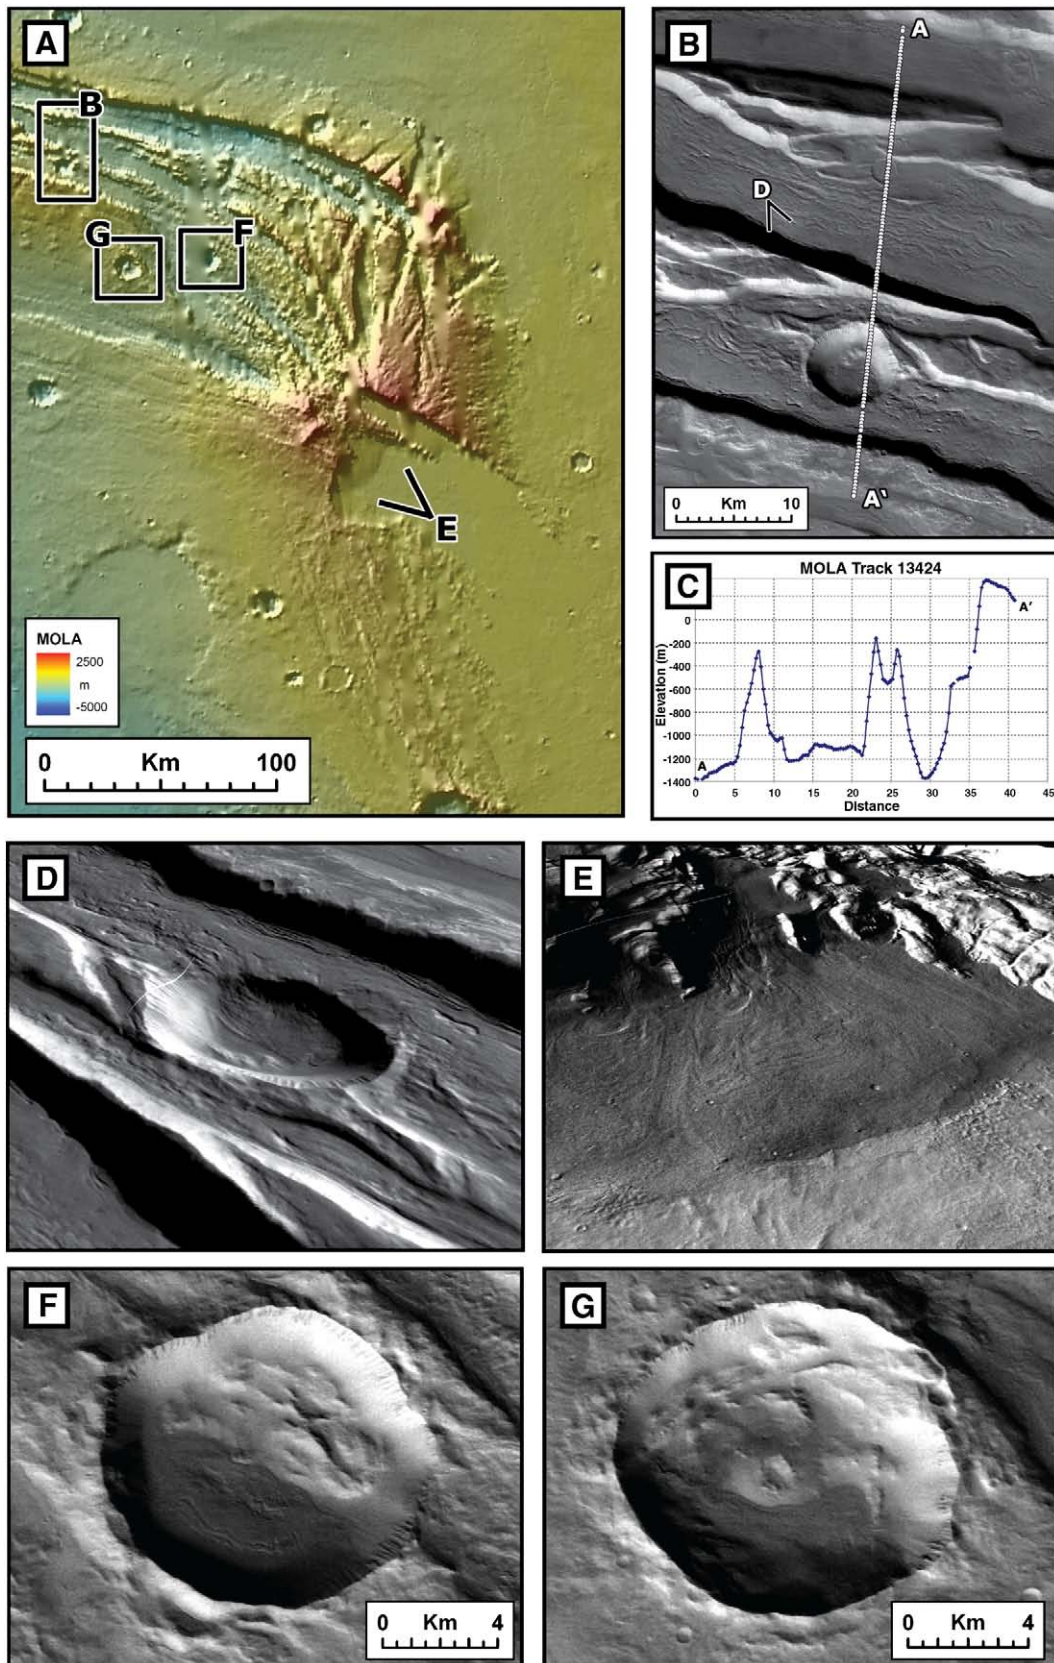 A
B
G
F
E
MOLA
2500
m
-5000
0 Km 100
B
A
D
A‘
0 Km 10
C
MOLA Track 13424
Elevation (m)
0
-200
-400
-600
-800
-1000
-1200
-1400
A
A’
0 5 10 15 20 25 30 35 40 45
Distance
D
E
F
0 Km 4
G
0 Km 4